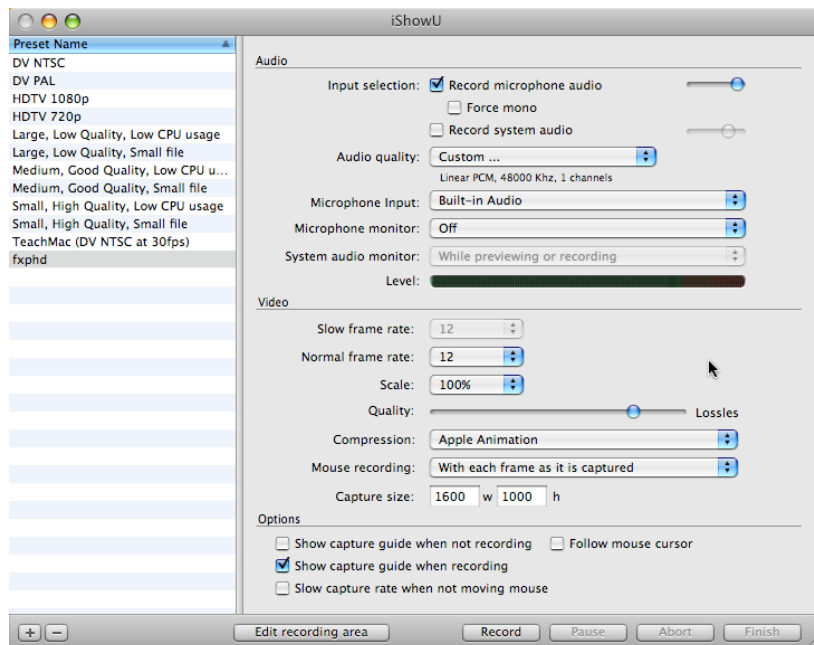 iShowU
Preset Name
DV NTSC
DV PAL
HDTV 1080p
HDTV 720p
Large, Low Quality, Low CPU usage
Large, Low Quality, Small file
Medium, Good Quality, Low CPU u...
Medium, Good Quality, Small file
Small, High Quality, Low CPU usage
Small, High Quality, Small file
TeachMac (DV NTSC at 30fps)
fxphd
Audio
Input selection: Record microphone audio
Force mono
Record system audio
Audio quality: Custom ...
Linear PCM, 48000 Khz, 1 channels
Microphone Input: Built-in Audio
Microphone monitor: Off
System audio monitor: While previewing or recording
Level:
Video
Slow frame rate: 12
Normal frame rate: 12
Scale: 100%
Quality: Lossles
Compression: Apple Animation
Mouse recording: With each frame as it is captured
Capture size: 1600 w 1000 h
Options
Show capture guide when not recording Follow mouse cursor
Show capture guide when recording
Slow capture rate when not moving mouse
+ − Edit recording area Record Pause Abort Finish